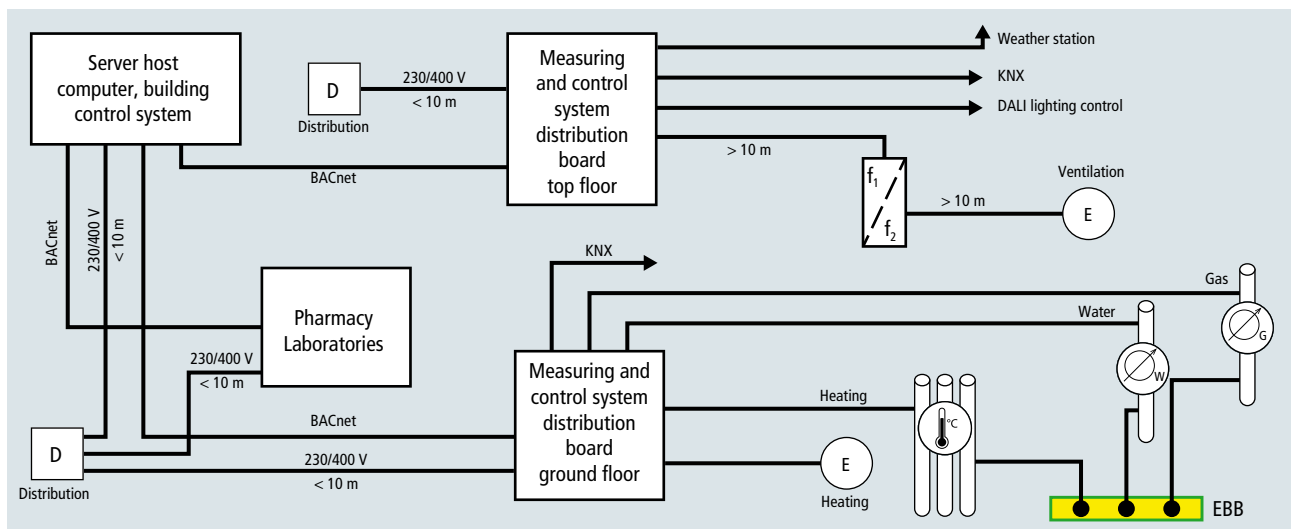 Server host
computer, building
control system
D
Distribution
230/400 V
< 10 m
BACnet
Measuring
and control
system
distribution
board
top floor
Weather station
KNX
DALI lighting control
> 10 m
f1
f2
> 10 m
Ventilation
E
BACnet
230/400 V
< 10 m
Pharmacy
Laboratories
230/400 V
< 10 m
KNX
Gas
Water
G
W
Measuring and
control system
distribution
board
ground floor
Heating
°C
E
Heating
BACnet
D
Distribution
230/400 V
< 10 m
EBB